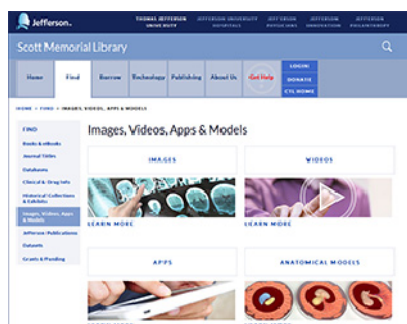 Jefferson.
THOMAS JEFFERSON UNIVERSITY
JEFFERSON UNIVERSITY HOSPITALS
JEFFERSON PHYSICIANS
JEFFERSON INNOVATION
JEFFERSON PHILANTHROPY
Scott Memorial Library
Home
Find
Borrow
Technology
Publishing
About Us
Get Help
LOGIN
DONATE
CTL HOME
HOME > FIND > IMAGES, VIDEOS, APPS & MODELS
FIND
Books & eBooks
Journal Titles
Databases
Clinical & Drug Info
Historical Collections
& Exhibits
Images, Videos, Apps
& Models
Jefferson Publications
Datasets
Grants & Funding
Images, Videos, Apps & Models
IMAGES
VIDEOS
LEARN MORE
LEARN MORE
APPS
ANATOMICAL MODELS